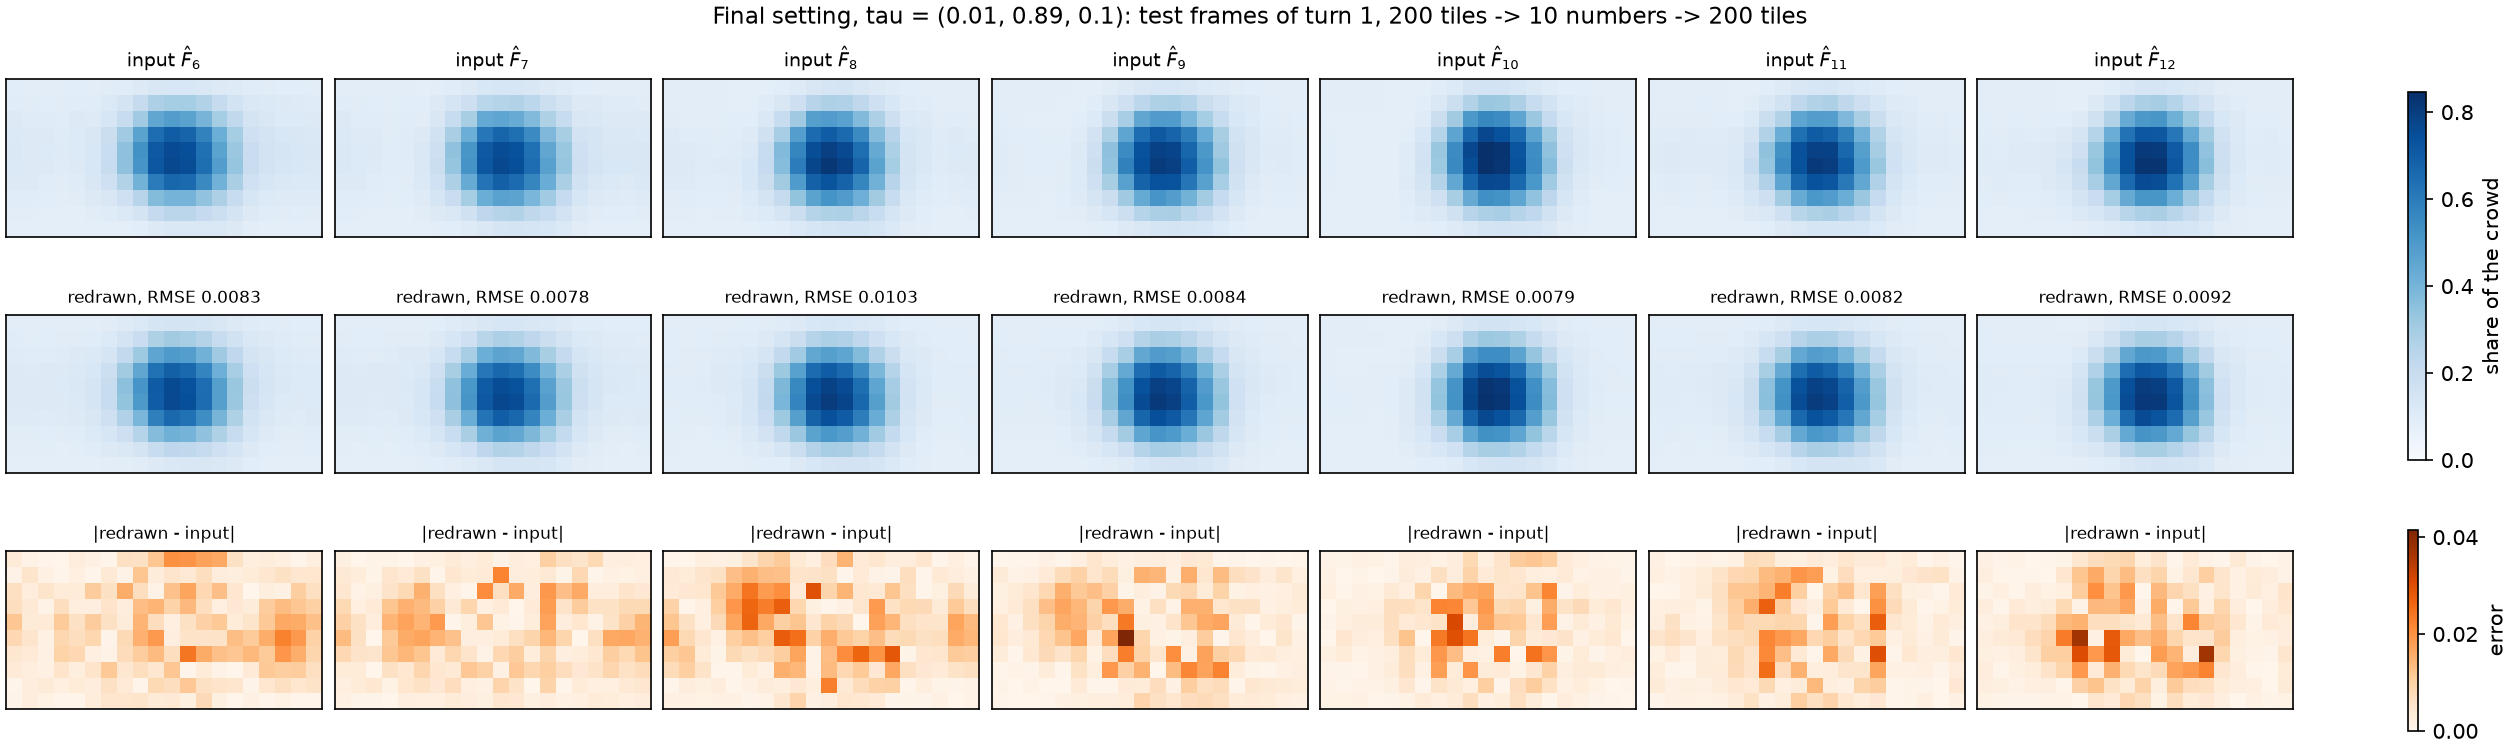 Final setting, tau = (0.01, 0.89, 0.1): test frames of turn 1, 200 tiles -> 10 numbers -> 200 tiles
input F̂₆
input F̂₇
input F̂₈
input F̂₉
input F̂₁₀
input F̂₁₁
input F̂₁₂
0.8
0.6
0.4
0.2
0.0
share of the crowd
redrawn, RMSE 0.0083
redrawn, RMSE 0.0078
redrawn, RMSE 0.0103
redrawn, RMSE 0.0084
redrawn, RMSE 0.0079
redrawn, RMSE 0.0082
redrawn, RMSE 0.0092
|redrawn - input|
|redrawn - input|
|redrawn - input|
|redrawn - input|
|redrawn - input|
|redrawn - input|
|redrawn - input|
0.04
0.02
0.00
error